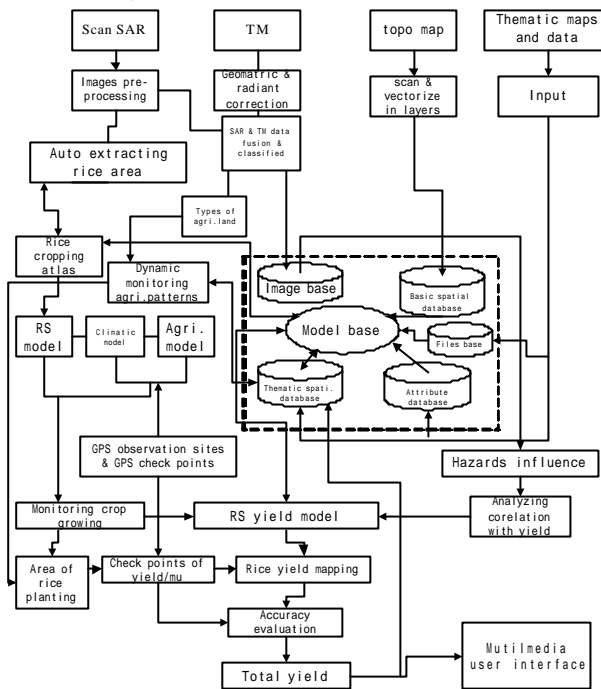 Scan SAR
TM
topo map
Thematic maps
and data
Images pre-
processing
Geomatric &
radiant
correction
scan &
vectorize
in layers
Input
SAR & TM data
fusion &
classified
Auto extracting
rice area
Types of
agri.land
Rice
cropping
atlas
Dynamic
monitoring
agri.patterns
Image base
Basic spatial
database
Model base
Files base
RS
model
Climatic
model
Agri.
model
Thematic spati.
database
Attribute
database
GPS observation sites
& GPS check points
Hazards influence
Monitoring crop
growing
RS yield model
Analyzing
corelation
with yield
Area of
rice
planting
Check points of
yield/mu
Rice yield mapping
Accuracy
evaluation
Total yield
Mutilmedia
user interface